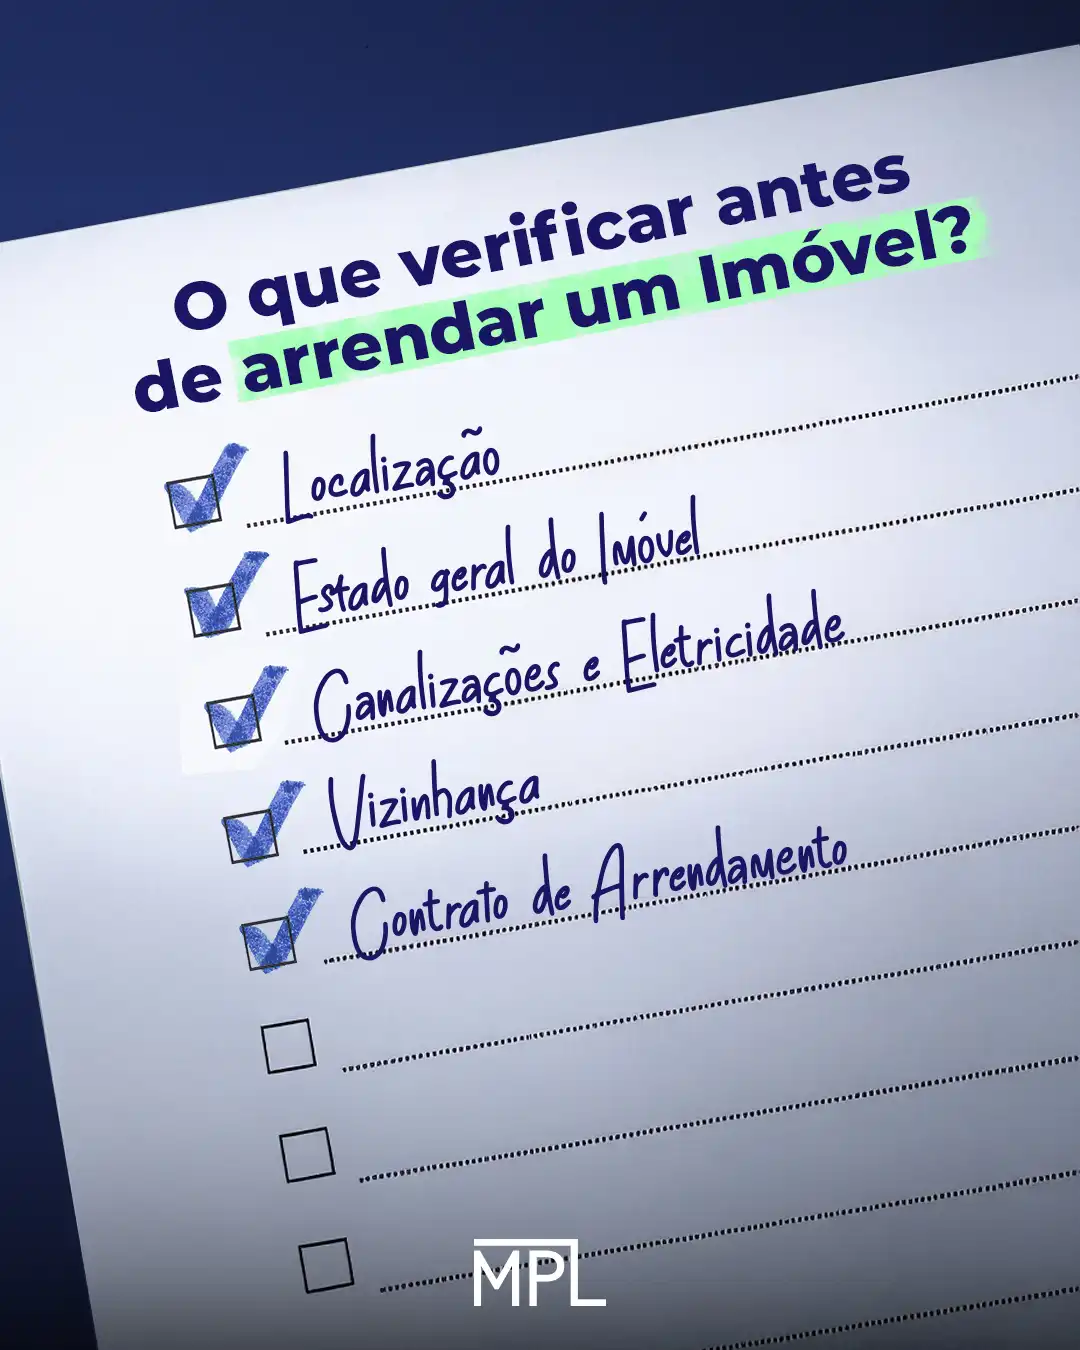 O que verificar antes
de arrendar um Imóvel?
Localização
Estado geral do Imóvel
Canalizações e Eletricidade
Vizinhança
Contrato de Arrendamento
MPL